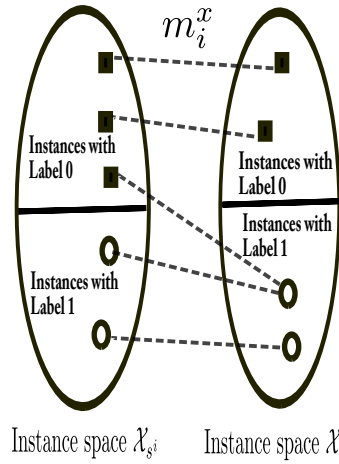 m_i^x
Instances with
Label 0
Instances with
Label 0
Instances with
Label 1
Instances with
Label 1
Instance space 𝒳_{s^i}
Instance space 𝒳